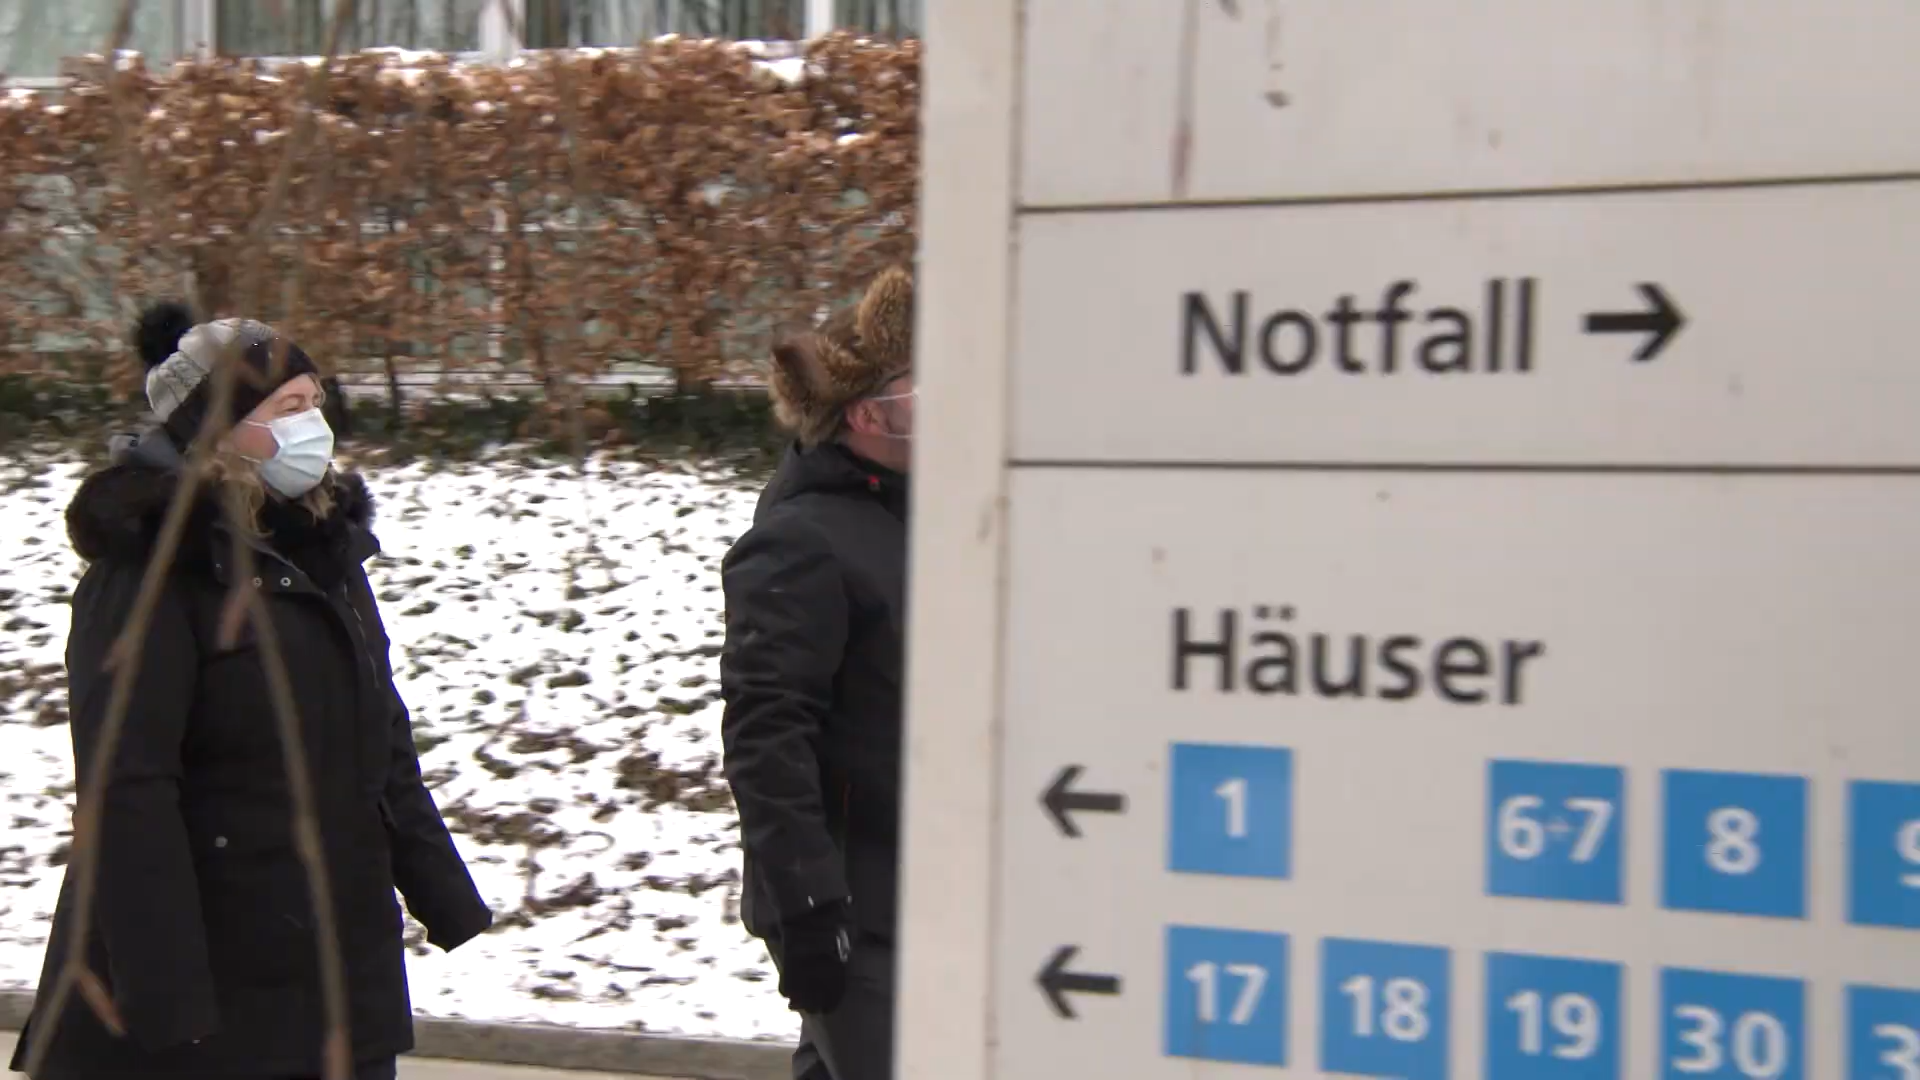 Notfall →
Häuser
← 1 6+7 8
← 17 18 19 30